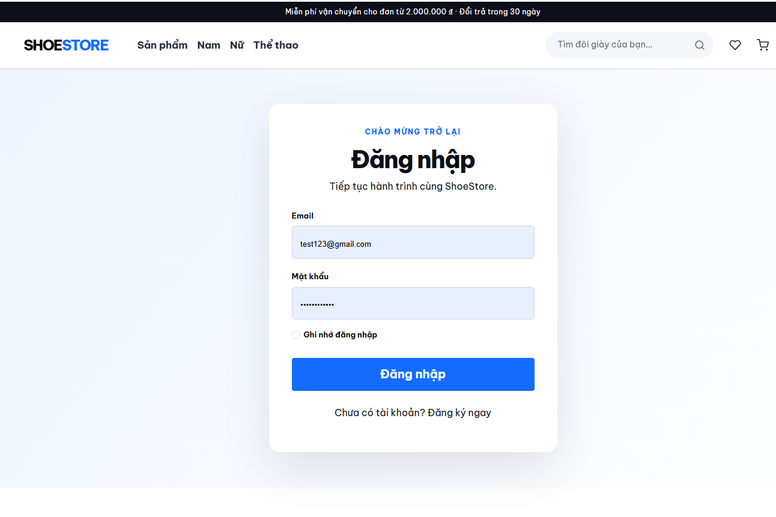 Miễn phí vận chuyển cho đơn từ 2.000.000 ₫ · Đổi trả trong 30 ngày
SHOESTORE Sản phẩm Nam Nữ Thể thao Tìm đôi giày của bạn...
CHÀO MỪNG TRỞ LẠI
Đăng nhập
Tiếp tục hành trình cùng ShoeStore.
Email
test123@gmail.com
Mật khẩu
••••••••••••
Ghi nhớ đăng nhập
Đăng nhập
Chưa có tài khoản? Đăng ký ngay